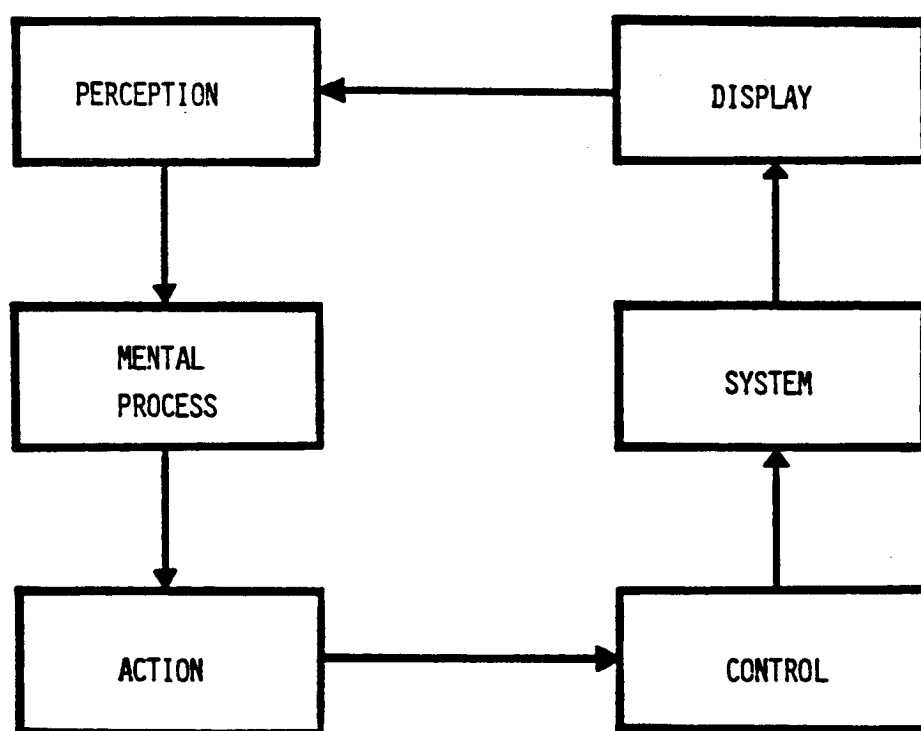 PERCEPTION
DISPLAY
MENTAL
PROCESS
SYSTEM
ACTION
CONTROL